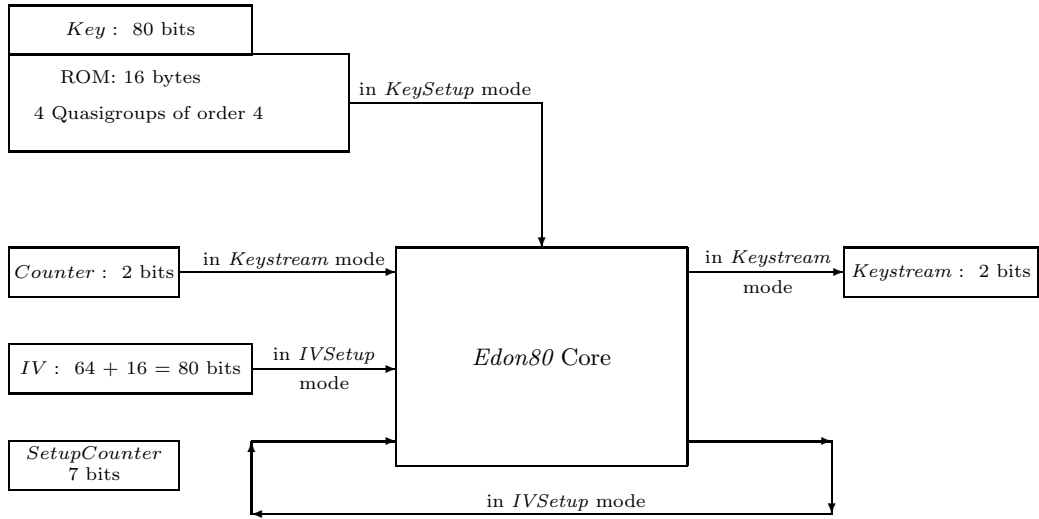 Key : 80 bits
ROM: 16 bytes
4 Quasigroups of order 4
in KeySetup mode
Counter : 2 bits
in Keystream mode
in Keystream
mode
Keystream : 2 bits
IV : 64 + 16 = 80 bits
in IVSetup
mode
Edon80 Core
SetupCounter
7 bits
in IVSetup mode